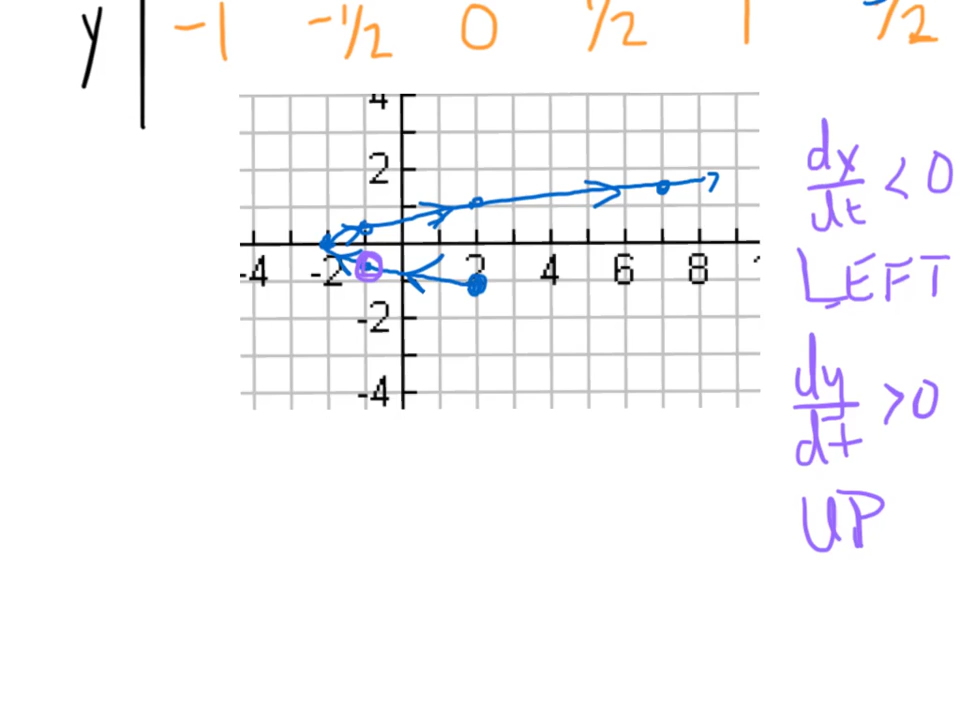 y | -1 -1/2 0 1/2 1 3/2
4
2
-4 -2 2 4 6 8
-2
-4
dx/dt < 0
LEFT
dy/dt > 0
UP